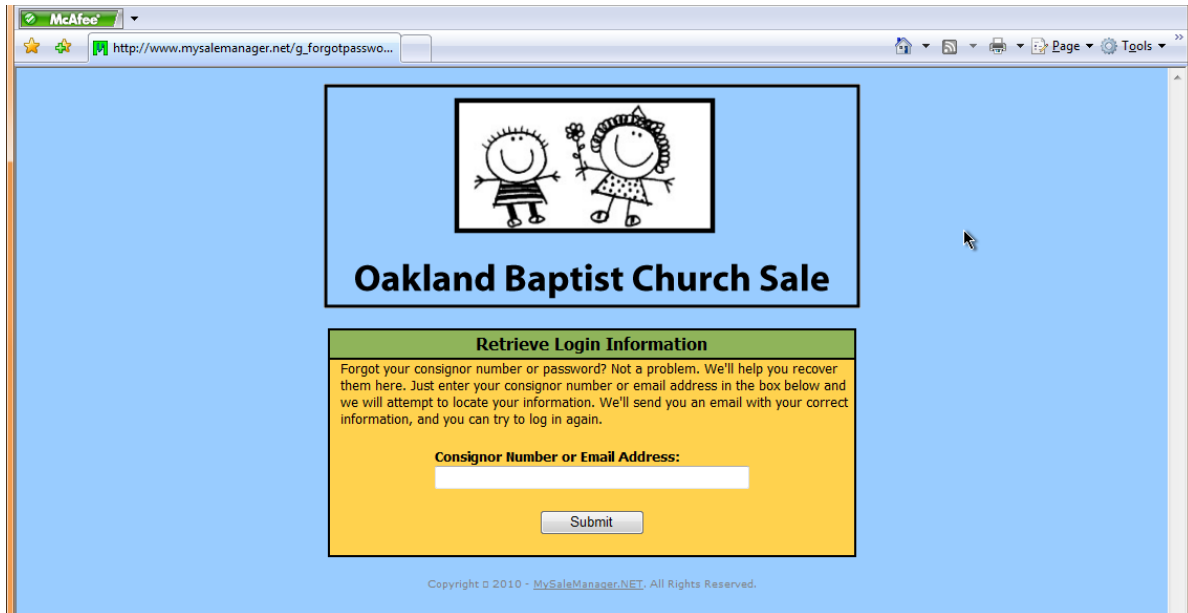 McAfee
http://www.mysalemanager.net/g_forgotpasswo...
Page Tools »
Oakland Baptist Church Sale
Retrieve Login Information
Forgot your consignor number or password? Not a problem. We'll help you recover
them here. Just enter your consignor number or email address in the box below and
we will attempt to locate your information. We'll send you an email with your correct
information, and you can try to log in again.
Consignor Number or Email Address:
Submit
Copyright □ 2010 - MySaleManager.NET. All Rights Reserved.